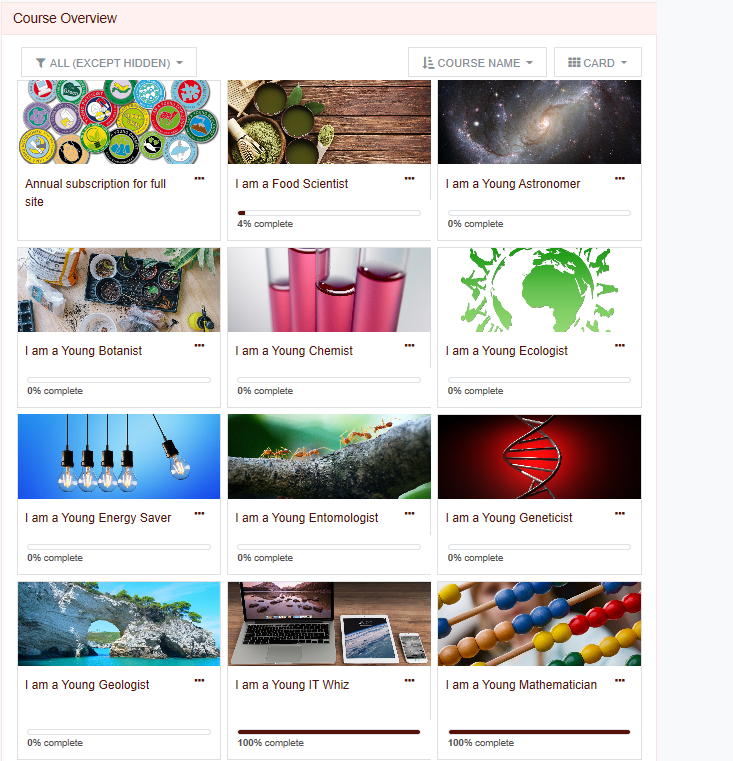 Course Overview
ALL (EXCEPT HIDDEN)
COURSE NAME
CARD
Annual subscription for full
site
I am a Food Scientist
4% complete
I am a Young Astronomer
0% complete
I am a Young Botanist
0% complete
I am a Young Chemist
0% complete
I am a Young Ecologist
0% complete
I am a Young Energy Saver
0% complete
I am a Young Entomologist
0% complete
I am a Young Geneticist
0% complete
I am a Young Geologist
0% complete
I am a Young IT Whiz
100% complete
I am a Young Mathematician
100% complete